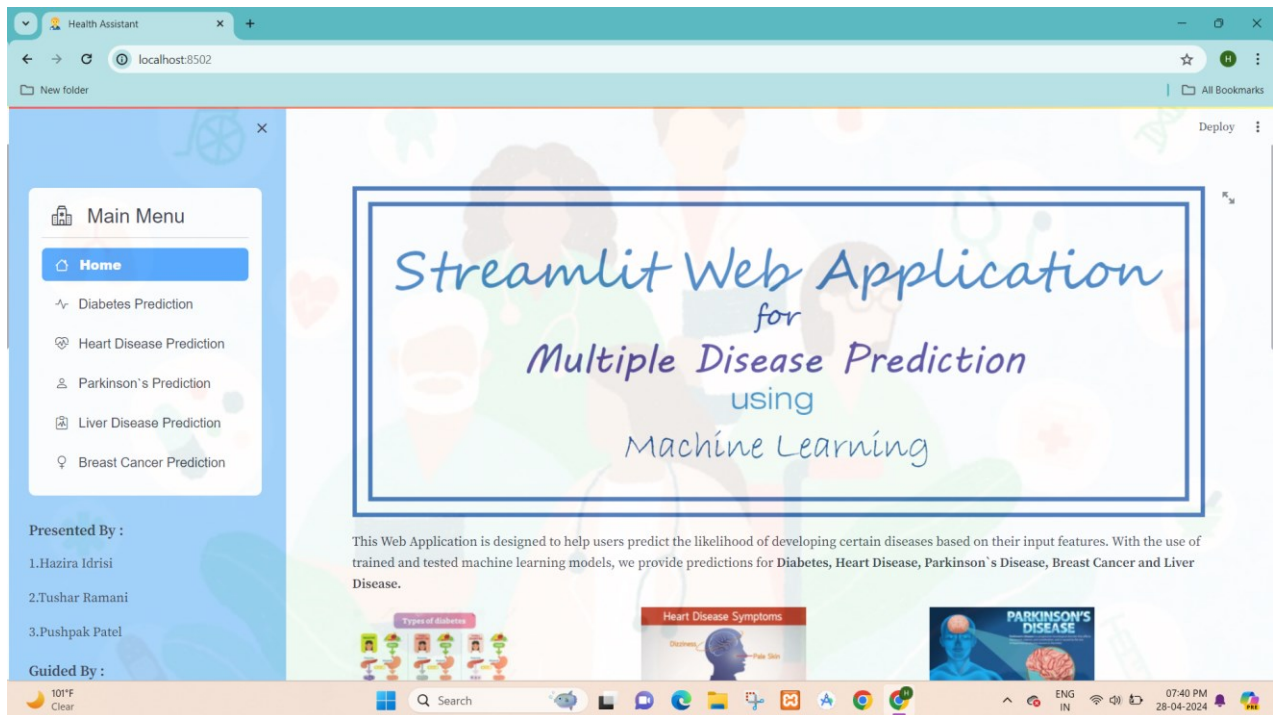 Health Assistant
localhost:8502
H
New folder
All Bookmarks
Deploy
Main Menu
Home
Diabetes Prediction
Heart Disease Prediction
Parkinson`s Prediction
Liver Disease Prediction
Breast Cancer Prediction
Presented By :
1.Hazira Idrisi
2.Tushar Ramani
3.Pushpak Patel
Guided By :
Streamlit Web Application
for
Multiple Disease Prediction
using
Machine Learning
This Web Application is designed to help users predict the likelihood of developing certain diseases based on their input features. With the use of
trained and tested machine learning models, we provide predictions for Diabetes, Heart Disease, Parkinson`s Disease, Breast Cancer and Liver
Disease.
Types of diabetes
Heart Disease Symptoms
Dizziness
Pale Skin
PARKINSON'S
DISEASE
101°F
Clear
Search
ENG
IN
07:40 PM
28-04-2024
PRE